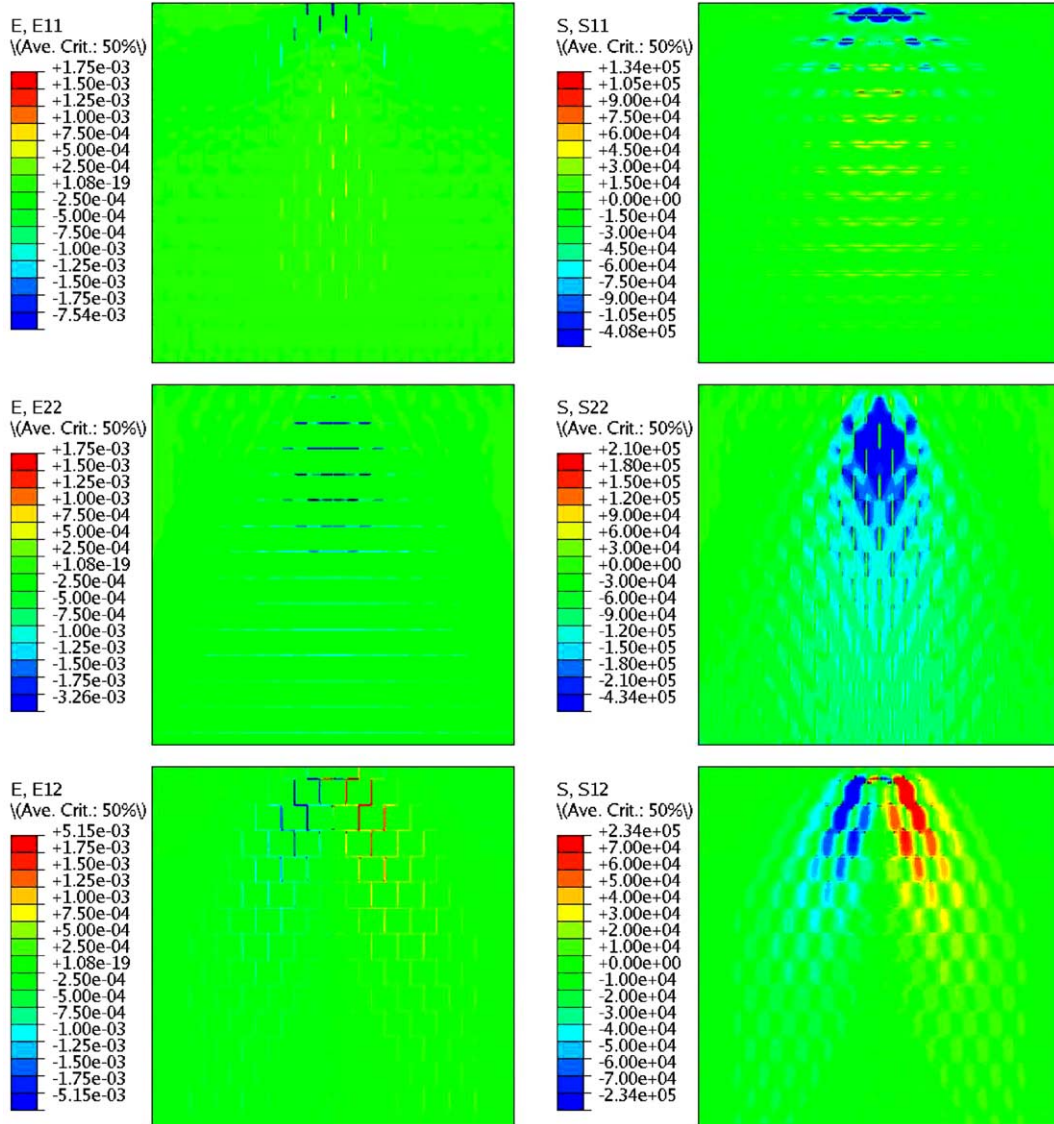 E, E11
\(Ave. Crit.: 50%\)
+1.75e-03
+1.50e-03
+1.25e-03
+1.00e-03
+7.50e-04
+5.00e-04
+2.50e-04
+1.08e-19
-2.50e-04
-5.00e-04
-7.50e-04
-1.00e-03
-1.25e-03
-1.50e-03
-1.75e-03
-7.54e-03
S, S11
\(Ave. Crit.: 50%\)
+1.34e+05
+1.05e+05
+9.00e+04
+7.50e+04
+6.00e+04
+4.50e+04
+3.00e+04
+1.50e+04
+0.00e+00
-1.50e+04
-3.00e+04
-4.50e+04
-6.00e+04
-7.50e+04
-9.00e+04
-1.05e+05
-4.08e+05
E, E22
\(Ave. Crit.: 50%\)
+1.75e-03
+1.50e-03
+1.25e-03
+1.00e-03
+7.50e-04
+5.00e-04
+2.50e-04
+1.08e-19
-2.50e-04
-5.00e-04
-7.50e-04
-1.00e-03
-1.25e-03
-1.50e-03
-1.75e-03
-3.26e-03
S, S22
\(Ave. Crit.: 50%\)
+2.10e+05
+1.80e+05
+1.50e+05
+1.20e+05
+9.00e+04
+6.00e+04
+3.00e+04
+0.00e+00
-3.00e+04
-6.00e+04
-9.00e+04
-1.20e+05
-1.50e+05
-1.80e+05
-2.10e+05
-4.34e+05
E, E12
\(Ave. Crit.: 50%\)
+5.15e-03
+1.75e-03
+1.50e-03
+1.25e-03
+1.00e-03
+7.50e-04
+5.00e-04
+2.50e-04
+1.08e-19
-2.50e-04
-5.00e-04
-7.50e-04
-1.00e-03
-1.25e-03
-1.50e-03
-1.75e-03
-5.15e-03
S, S12
\(Ave. Crit.: 50%\)
+2.34e+05
+7.00e+04
+6.00e+04
+5.00e+04
+4.00e+04
+3.00e+04
+2.00e+04
+1.00e+04
+0.00e+00
-1.00e+04
-2.00e+04
-3.00e+04
-4.00e+04
-5.00e+04
-6.00e+04
-7.00e+04
-2.34e+05